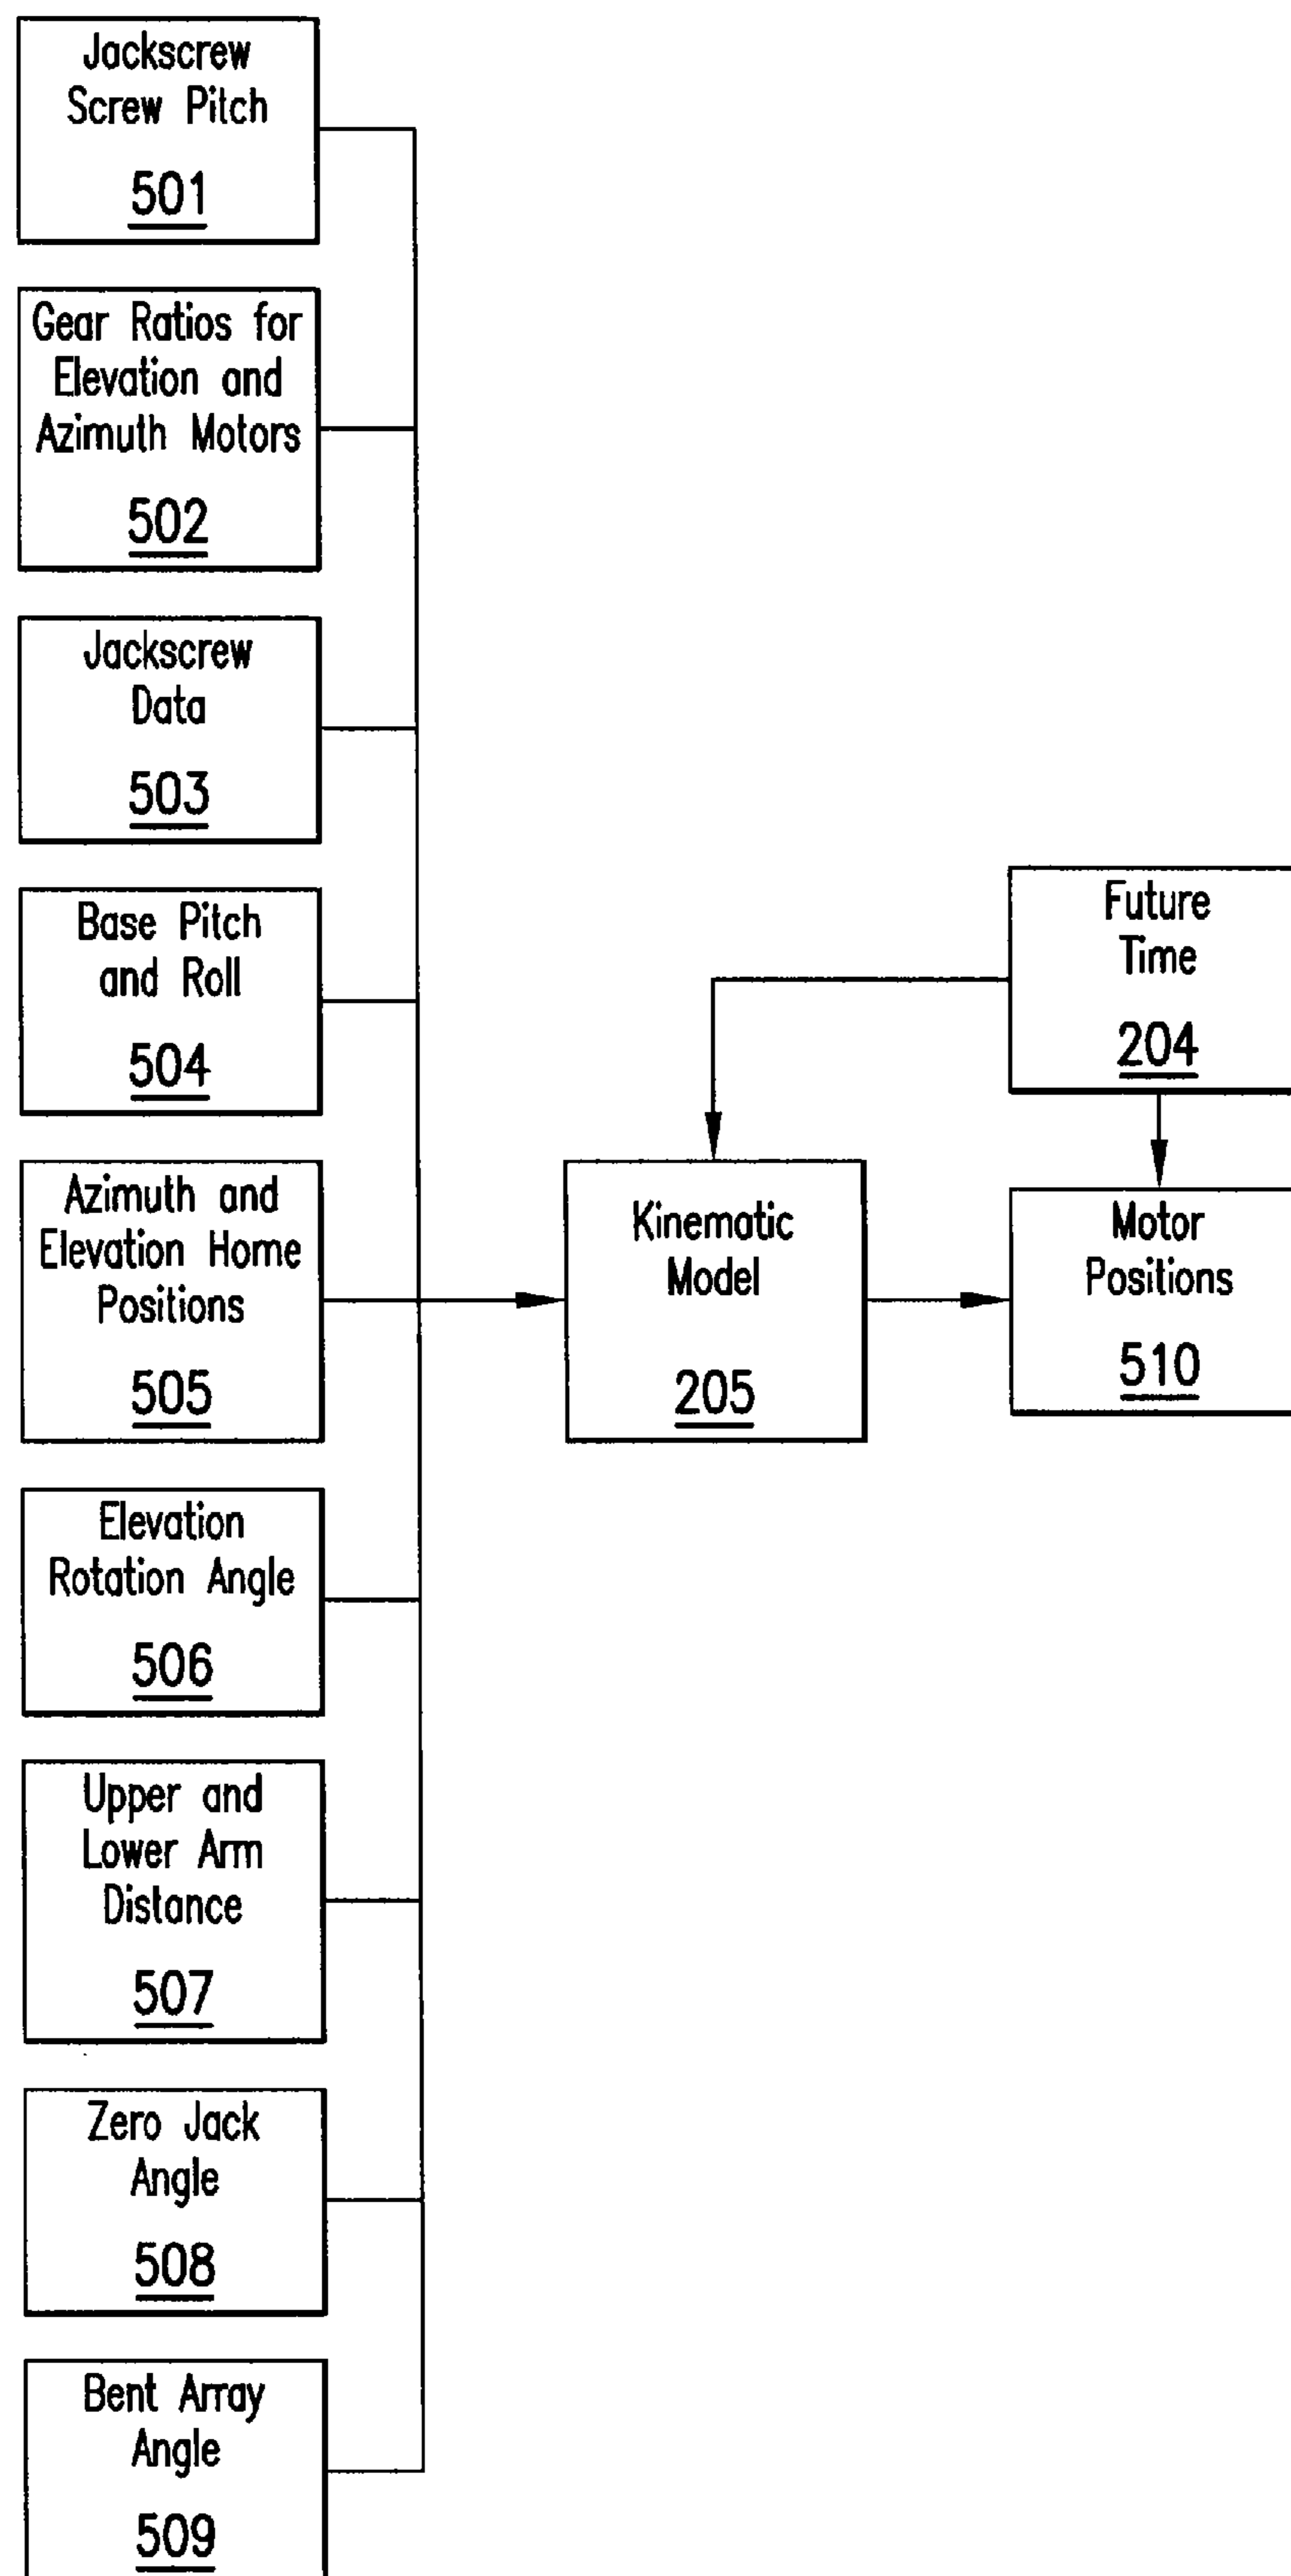 Jackscrew
Screw Pitch
501
Gear Ratios for
Elevation and
Azimuth Motors
502
Jackscrew
Data
503
Base Pitch
and Roll
504
Azimuth and
Elevation Home
Positions
505
Elevation
Rotation Angle
506
Upper and
Lower Arm
Distance
507
Zero Jack
Angle
508
Bent Array
Angle
509
Kinematic
Model
205
Future
Time
204
Motor
Positions
510